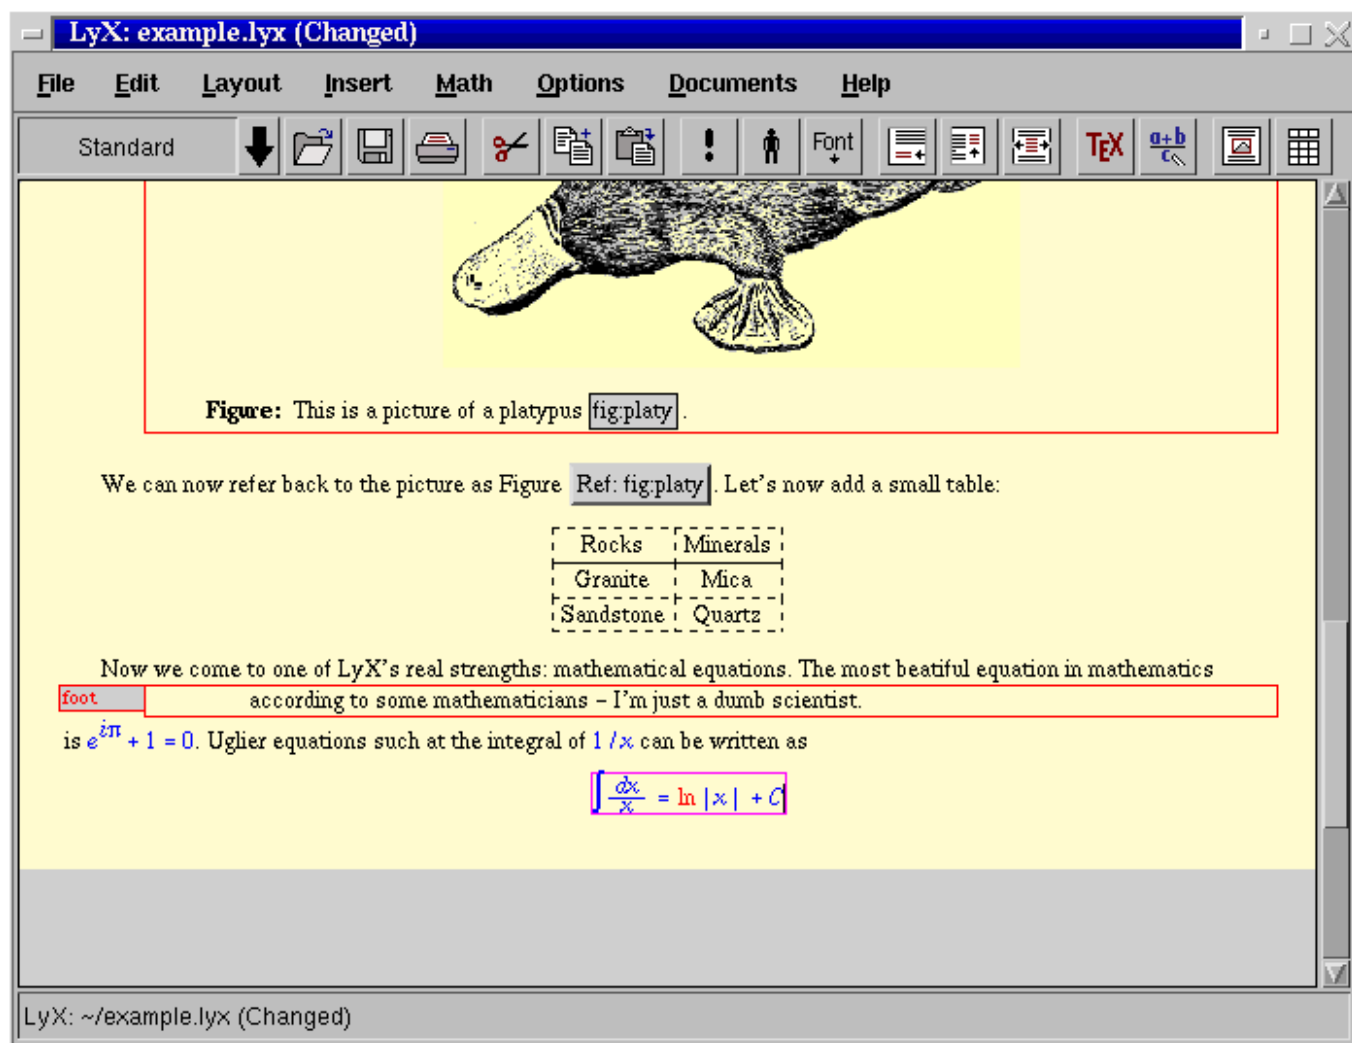 LyX: example.lyx (Changed)
File Edit Layout Insert Math Options Documents Help
Standard Font TEX a+b c
Figure: This is a picture of a platypus fig:platy .
We can now refer back to the picture as Figure Ref: fig:platy . Let's now add a small table:
Rocks Minerals
Granite Mica
Sandstone Quartz
Now we come to one of LyX's real strengths: mathematical equations. The most beatiful equation in mathematics
foot according to some mathematicians – I'm just a dumb scientist.
is e^{iπ} + 1 = 0. Uglier equations such at the integral of 1/x can be written as
∫ dx/x = ln |x| + C
LyX: ~/example.lyx (Changed)